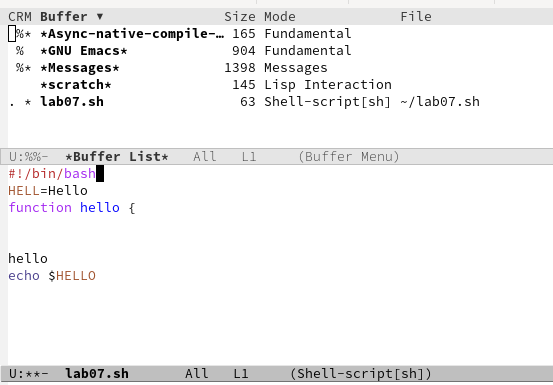 CRM Buffer ▼ Size Mode File
%* *Async-native-compile-… 165 Fundamental
% *GNU Emacs* 904 Fundamental
%* *Messages* 1398 Messages
*scratch* 145 Lisp Interaction
. * lab07.sh 63 Shell-script[sh] ~/lab07.sh
U:%%- *Buffer List* All L1 (Buffer Menu)
#!/bin/bash
HELL=Hello
function hello {
hello
echo $HELLO
U:**- lab07.sh All L1 (Shell-script[sh])